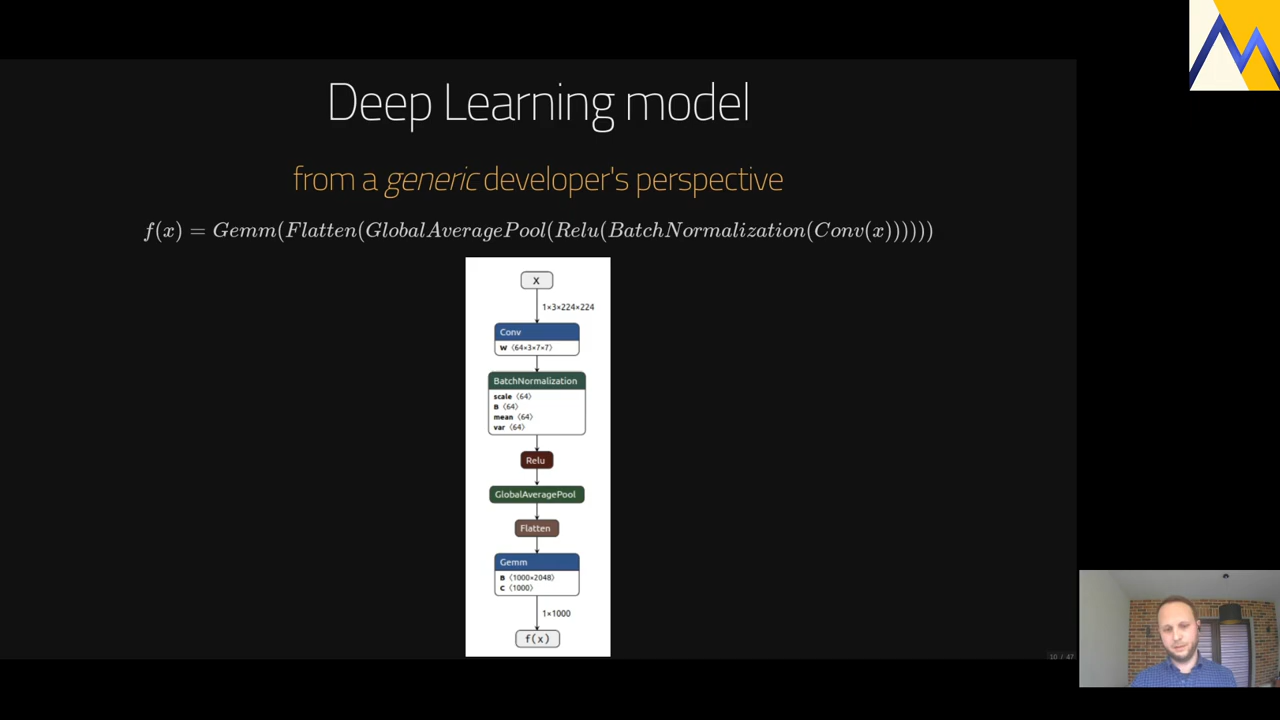 Deep Learning model
from a generic developer's perspective
f(x) = Gemm(Flatten(GlobalAveragePool(Relu(BatchNormalization(Conv(x))))))
X
1×3×224×224
Conv
W ⟨64×3×7×7⟩
BatchNormalization
scale ⟨64⟩
B ⟨64⟩
mean ⟨64⟩
var ⟨64⟩
Relu
GlobalAveragePool
Flatten
Gemm
B ⟨1000×2048⟩
C ⟨1000⟩
1×1000
f(x)
10 / 47